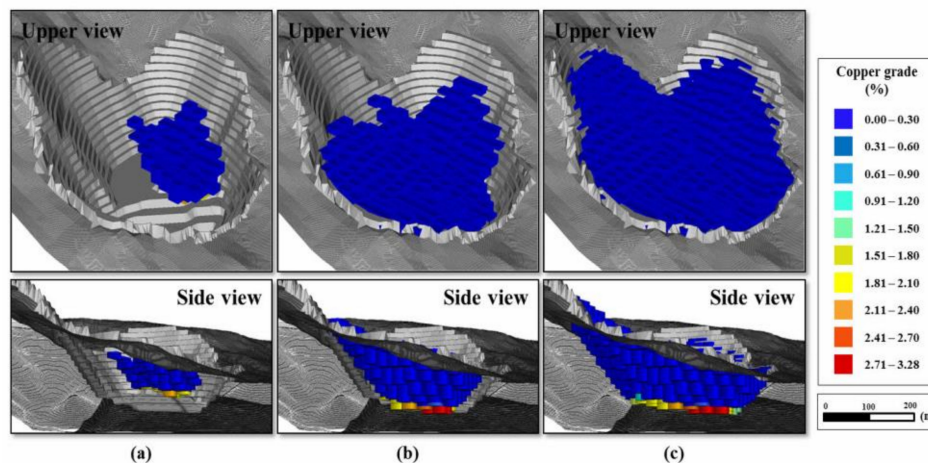 Upper view
Upper view
Upper view
Side view
Side view
Side view
(a)
(b)
(c)
Copper grade
(%)
0.00 – 0.30
0.31 – 0.60
0.61 – 0.90
0.91 – 1.20
1.21 – 1.50
1.51 – 1.80
1.81 – 2.10
2.11 – 2.40
2.41 – 2.70
2.71 – 3.28
0 100 200